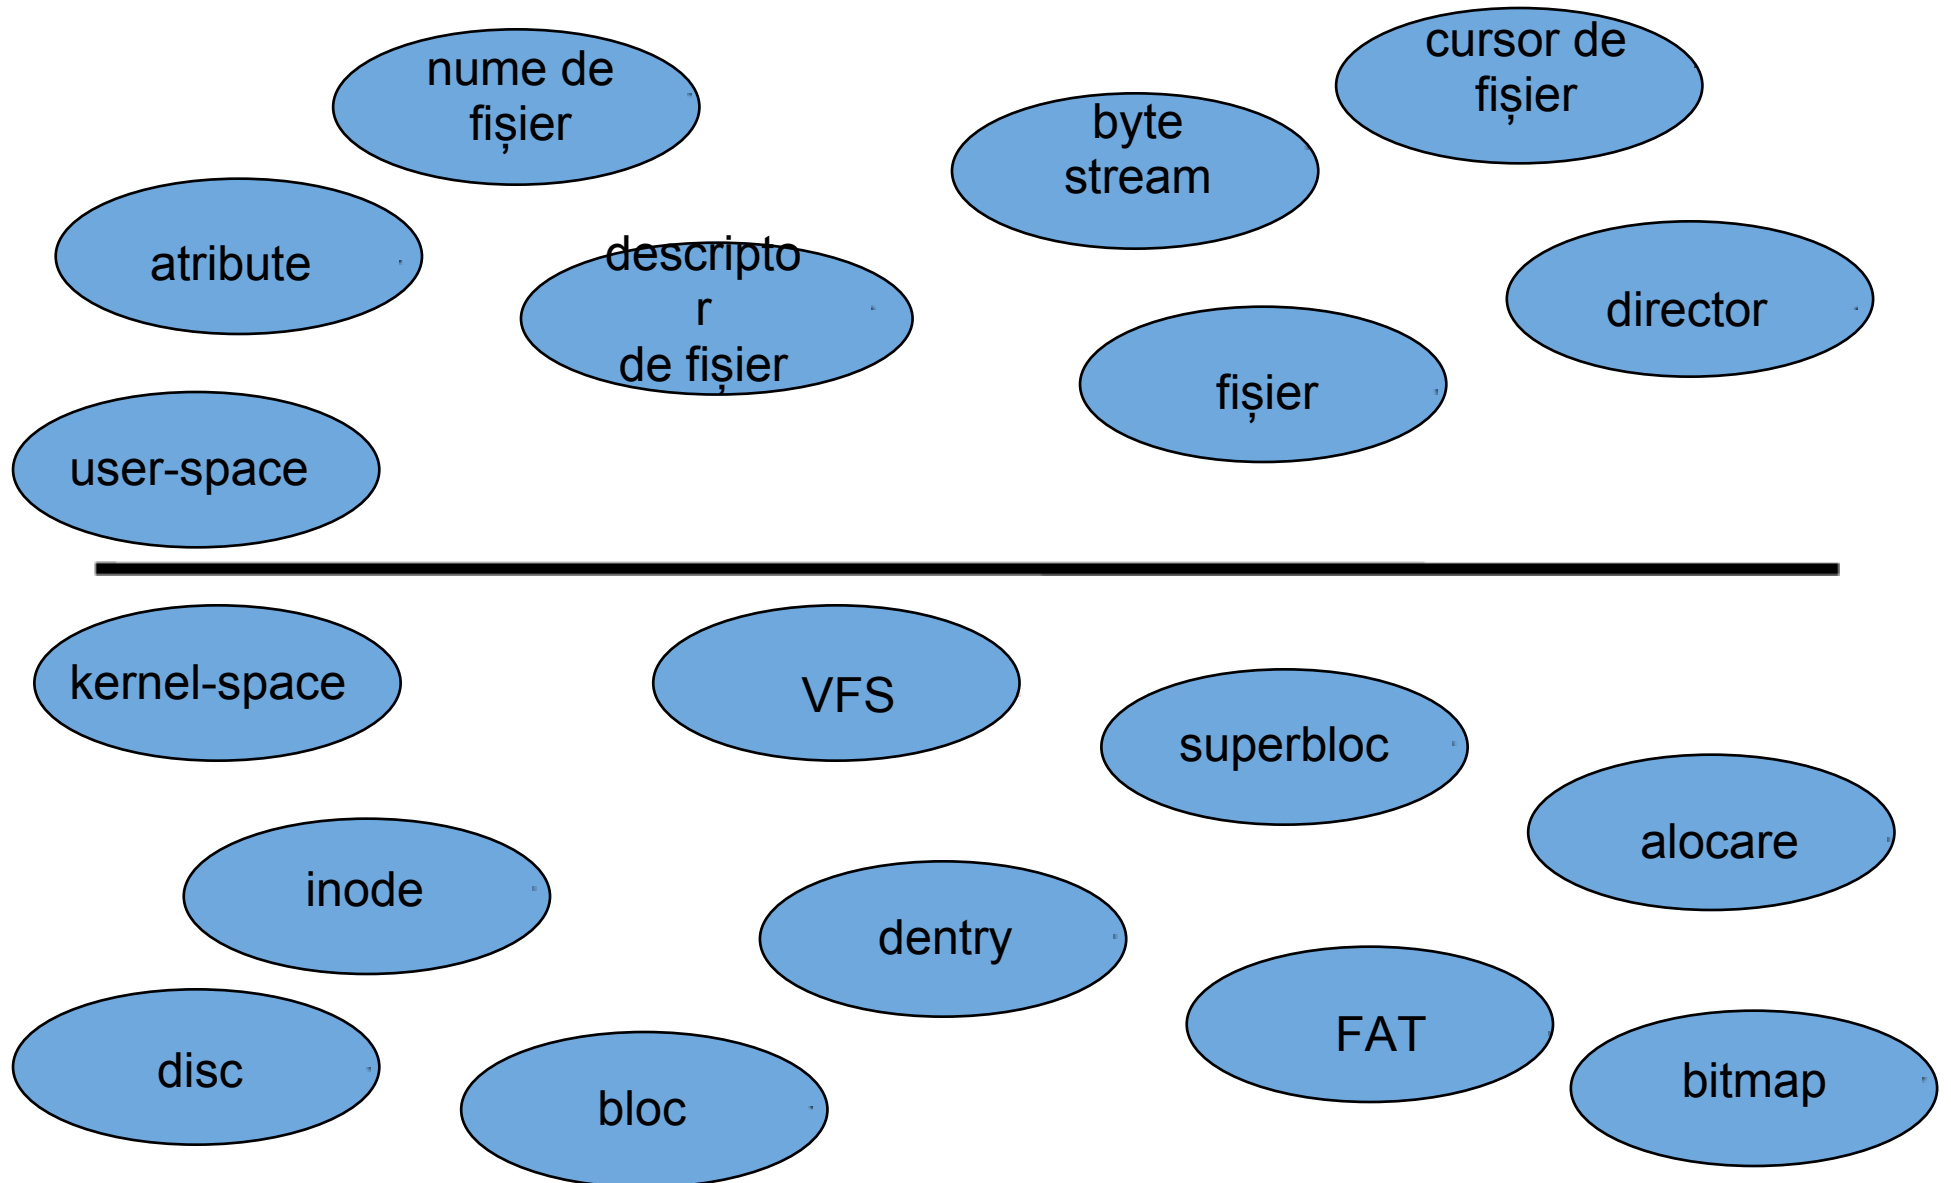 nume de
fișier
cursor de
fișier
byte
stream
atribute
descripto
r
de fișier
director
fișier
user-space
kernel-space
VFS
superbloc
alocare
inode
dentry
FAT
disc
bloc
bitmap